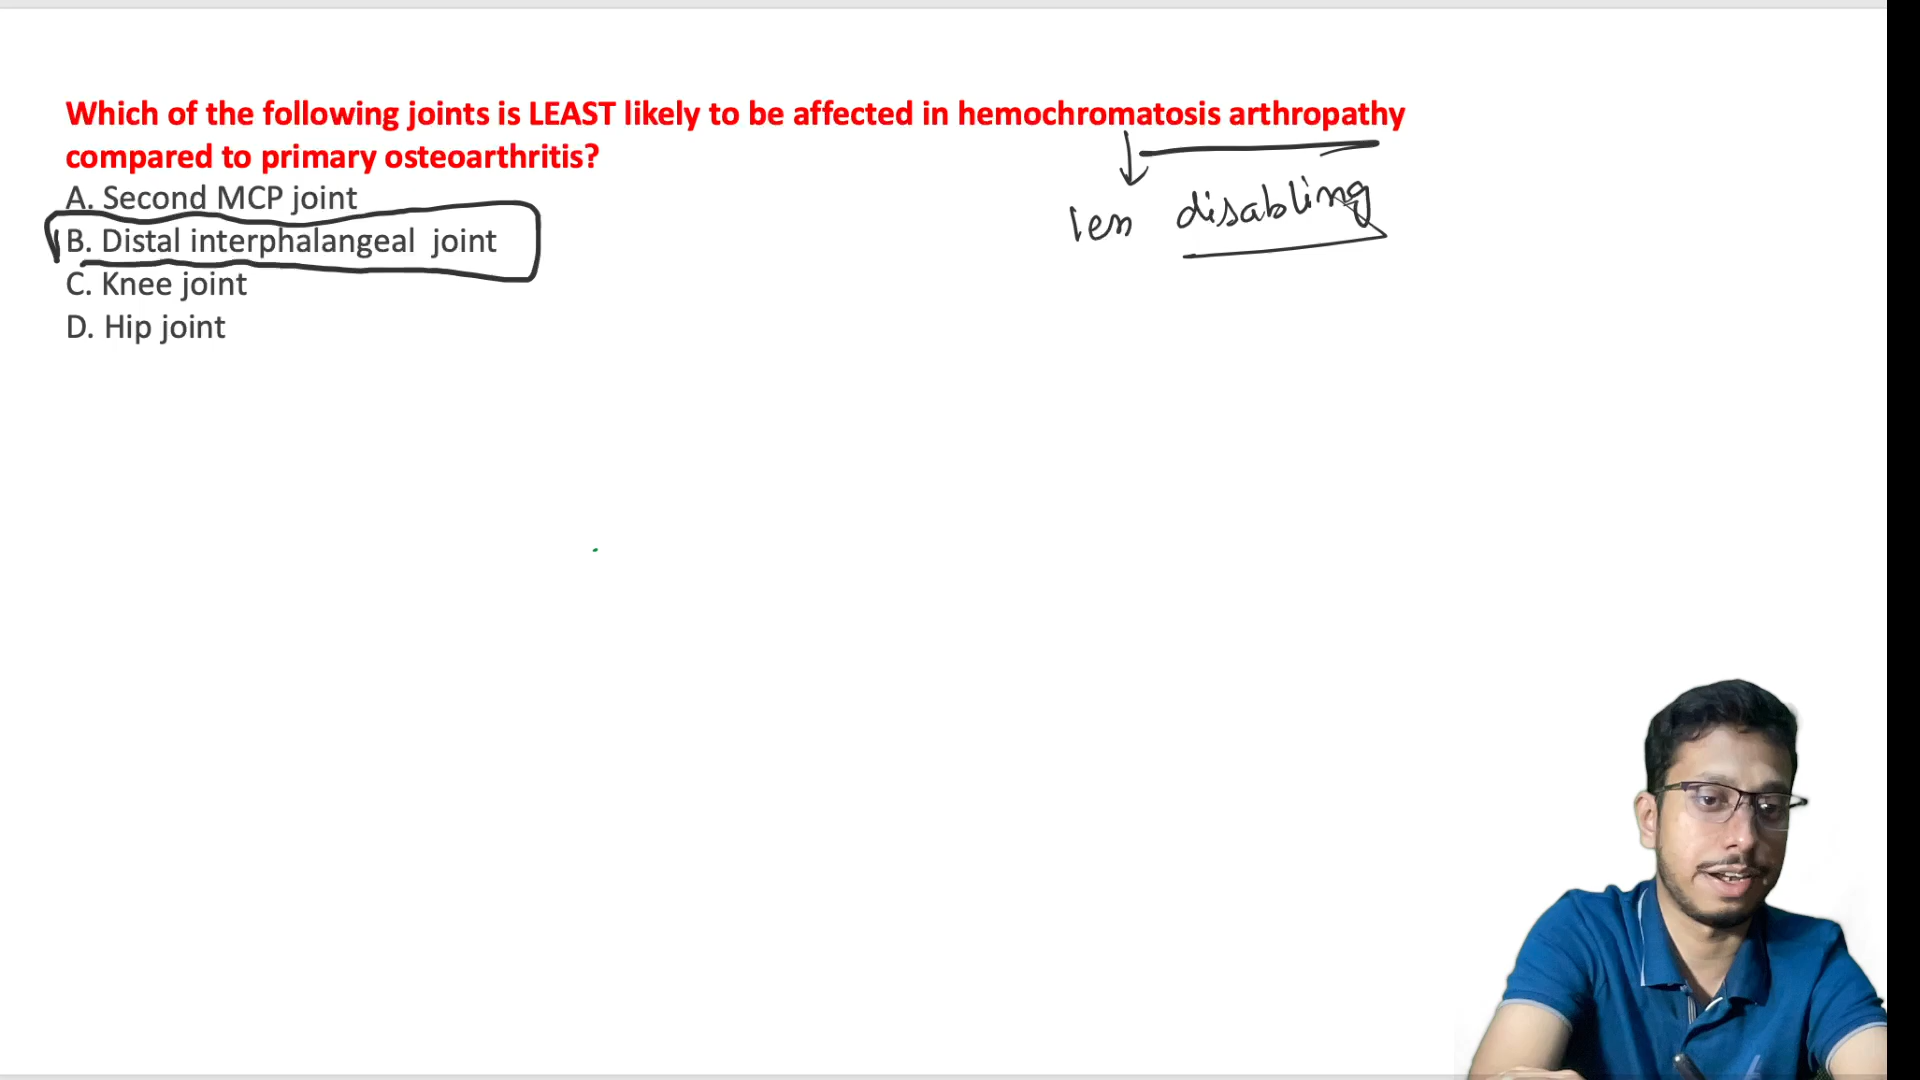 Which of the following joints is LEAST likely to be affected in hemochromatosis arthropathy
compared to primary osteoarthritis?
A. Second MCP joint
B. Distal interphalangeal joint
C. Knee joint
D. Hip joint
less disabling